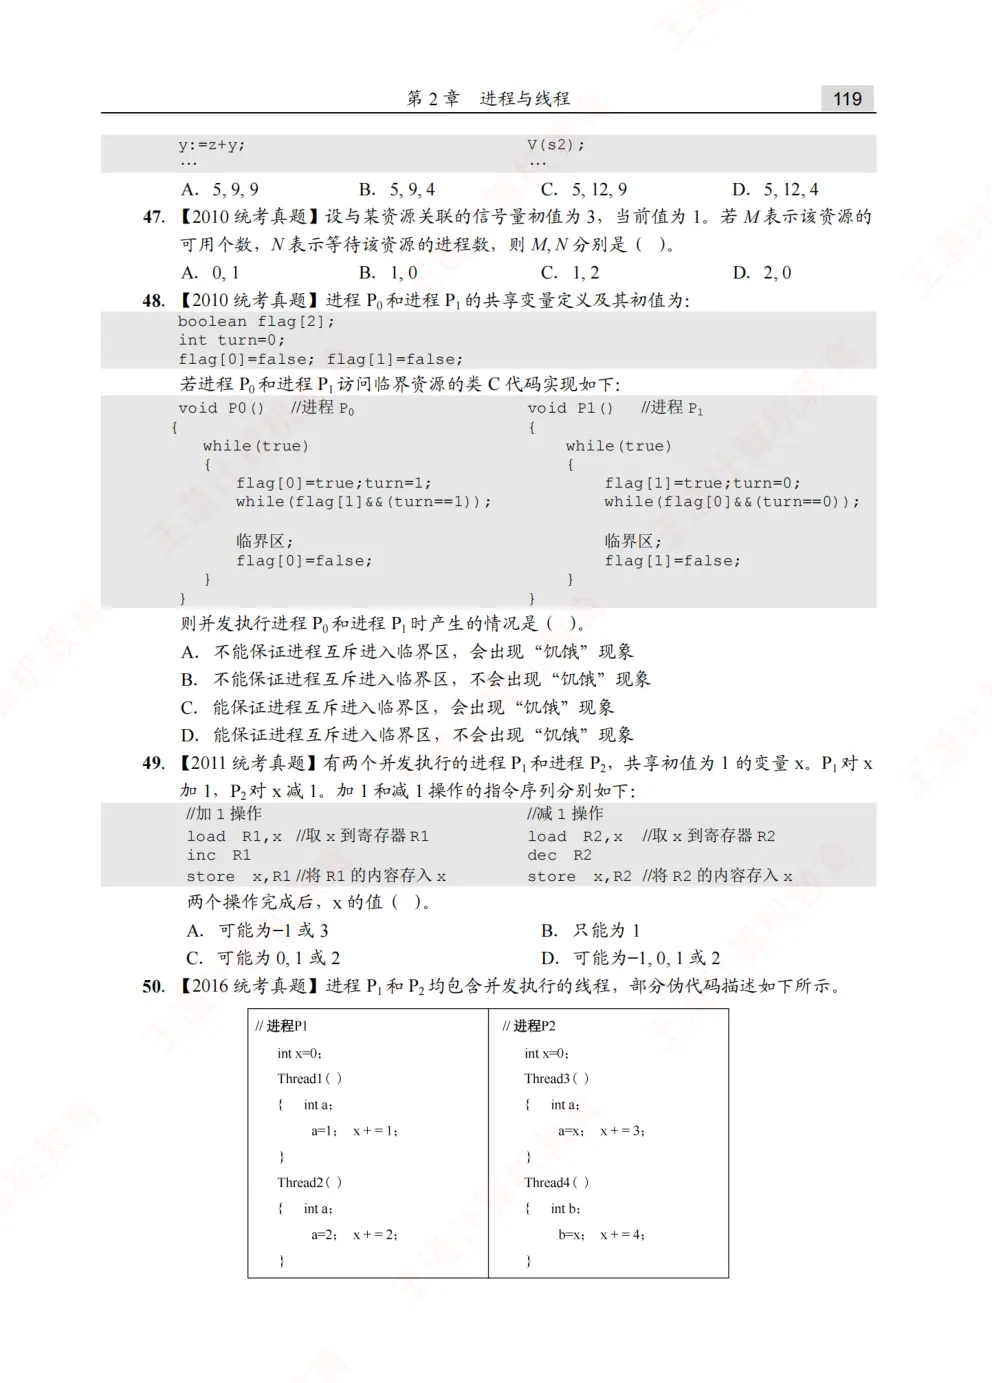 第 2 章　进程与线程　119
y:=z+y;　V(s2);
…　…
A．5, 9, 9　B．5, 9, 4　C．5, 12, 9　D．5, 12, 4
47. 【2010 统考真题】设与某资源关联的信号量初值为 3，当前值为 1。若 M 表示该资源的
可用个数，N 表示等待该资源的进程数，则 M, N 分别是（　）。
A．0, 1　B．1, 0　C．1, 2　D．2, 0
48. 【2010 统考真题】进程 P0 和进程 P1 的共享变量定义及其初值为：
boolean flag[2];
int turn=0;
flag[0]=false; flag[1]=false;
若进程 P0 和进程 P1 访问临界资源的类 C 代码实现如下：
void P0()　//进程 P0　void P1()　//进程 P1
{　{
while(true)　while(true)
{　{
flag[0]=true;turn=1;　flag[1]=true;turn=0;
while(flag[1]&&(turn==1));　while(flag[0]&&(turn==0));
临界区;　临界区;
flag[0]=false;　flag[1]=false;
}　}
}　}
则并发执行进程 P0 和进程 P1 时产生的情况是（　）。
A．不能保证进程互斥进入临界区，会出现“饥饿”现象
B．不能保证进程互斥进入临界区，不会出现“饥饿”现象
C．能保证进程互斥进入临界区，会出现“饥饿”现象
D．能保证进程互斥进入临界区，不会出现“饥饿”现象
49. 【2011 统考真题】有两个并发执行的进程 P1 和进程 P2，共享初值为 1 的变量 x。P1 对 x
加 1，P2 对 x 减 1。加 1 和减 1 操作的指令序列分别如下：
//加 1 操作　//减 1 操作
load R1,x //取 x 到寄存器 R1　load R2,x //取 x 到寄存器 R2
inc R1　dec R2
store x,R1 //将 R1 的内容存入 x　store x,R2 //将 R2 的内容存入 x
两个操作完成后，x 的值（　）。
A．可能为−1 或 3　B．只能为 1
C．可能为 0, 1 或 2　D．可能为−1, 0, 1 或 2
50. 【2016 统考真题】进程 P1 和 P2 均包含并发执行的线程，部分伪代码描述如下所示。
// 进程P1　// 进程P2
int x=0;　int x=0;
Thread1( )　Thread3( )
{ int a;　{ int a;
a=1; x + = 1;　a=x; x + = 3;
}　}
Thread2( )　Thread4( )
{ int a;　{ int b;
a=2; x + = 2;　b=x; x + = 4;
}　}
王道计算机教育